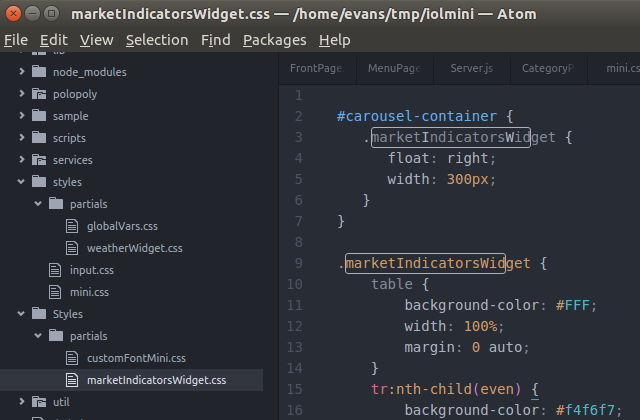 marketIndicatorsWidget.css — /home/evans/tmp/iolmini — Atom
File Edit View Selection Find Packages Help
node_modules
polopoly
sample
scripts
services
styles
partials
globalVars.css
weatherWidget.css
input.css
mini.css
Styles
partials
customFontMini.css
marketIndicatorsWidget.css
util
FrontPage MenuPage Server.js CategoryP mini.cs
1
2 #carousel-container {
3 .marketIndicatorsWidget {
4 float: right;
5 width: 300px;
6 }
7 }
8
9 .marketIndicatorsWidget {
10 table {
11 background-color: #FFF;
12 width: 100%;
13 margin: 0 auto;
14 }
15 tr:nth-child(even) {
16 background-color: #f4f6f7;